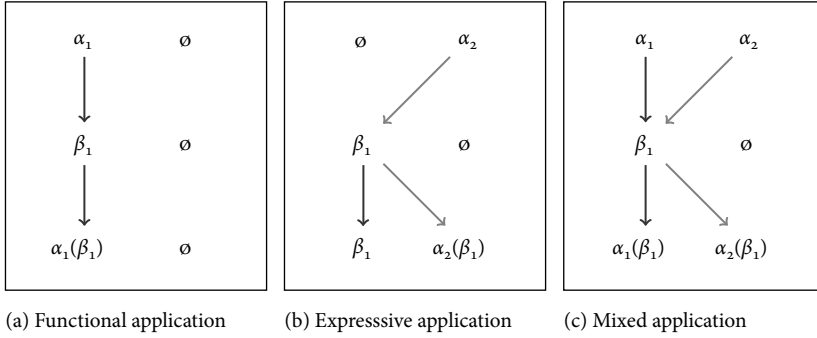 α₁ ø ø α₂ α₁ α₂
β₁ ø β₁ ø β₁ ø
α₁(β₁) ø β₁ α₂(β₁) α₁(β₁) α₂(β₁)
(a) Functional application (b) Expresssive application (c) Mixed application